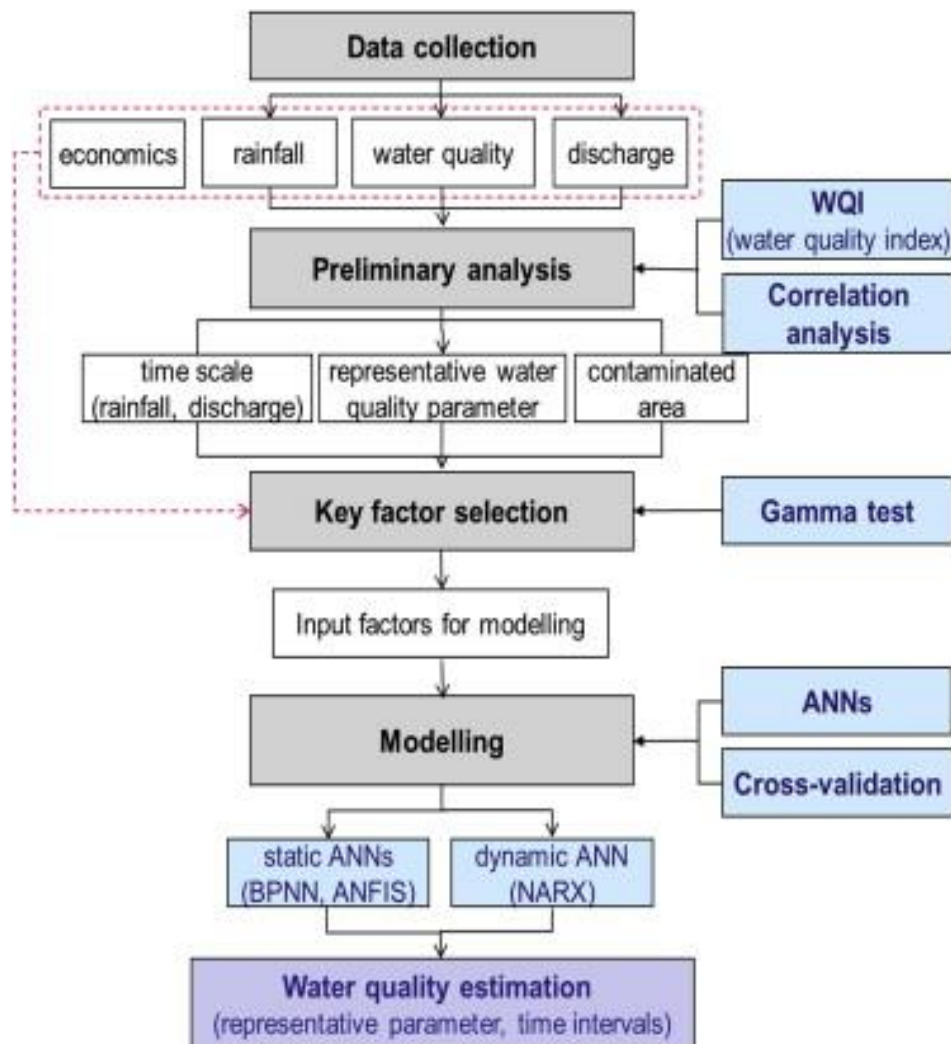 Data collection
economics
rainfall
water quality
discharge
WQI
(water quality index)
Preliminary analysis
Correlation
analysis
time scale
(rainfall, discharge)
representative water
quality parameter
contaminated
area
Key factor selection
Gamma test
Input factors for modelling
ANNs
Modelling
Cross-validation
static ANNs
(BPNN, ANFIS)
dynamic ANN
(NARX)
Water quality estimation
(representative parameter, time intervals)